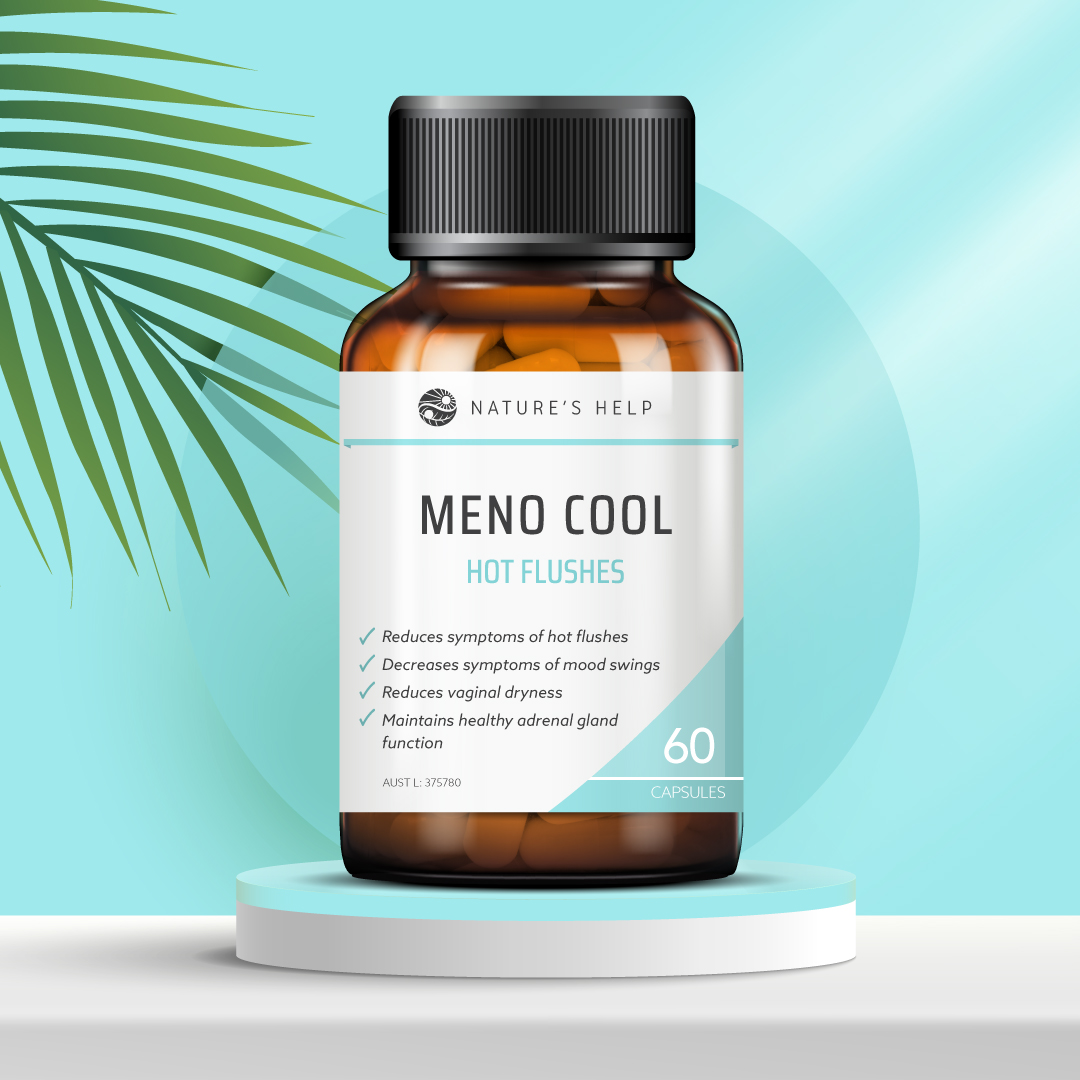 NATURE'S HELP
MENO COOL
HOT FLUSHES
Reduces symptoms of hot flushes
Decreases symptoms of mood swings
Reduces vaginal dryness
Maintains healthy adrenal gland
function
AUST L: 375780
60
CAPSULES